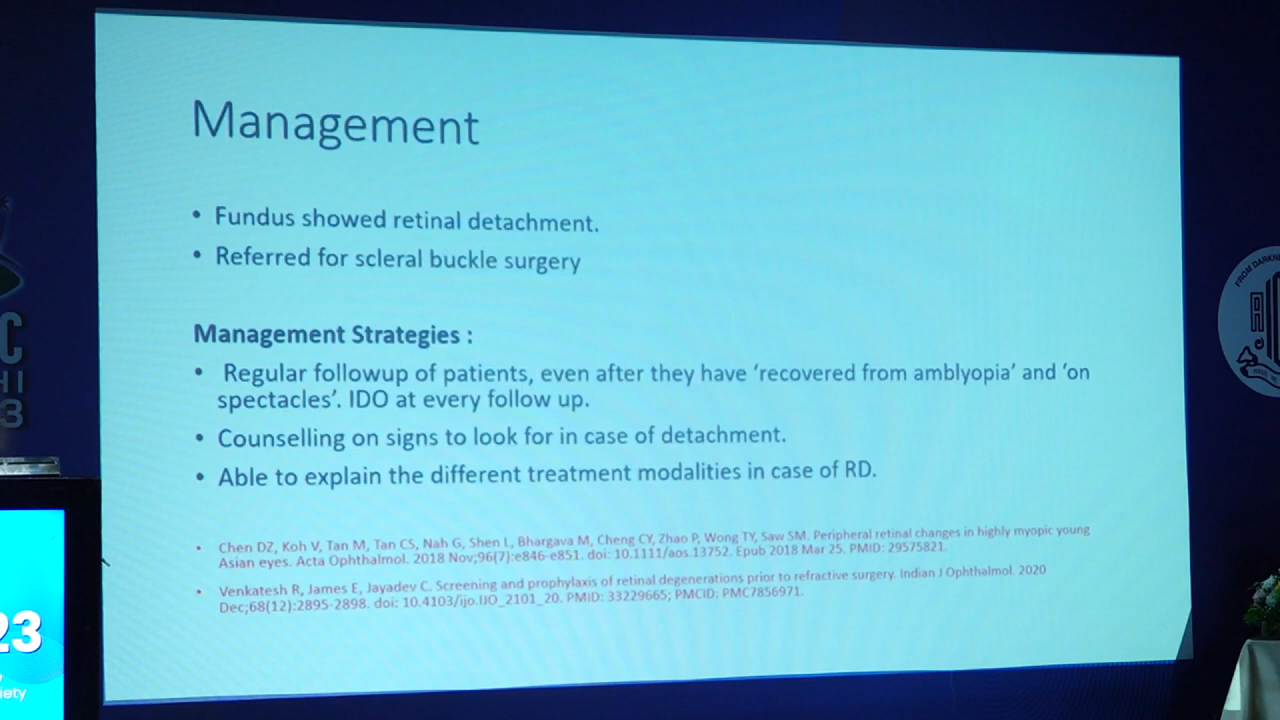 Management
• Fundus showed retinal detachment.
• Referred for scleral buckle surgery
Management Strategies :
• Regular followup of patients, even after they have ‘recovered from amblyopia’ and ‘on
spectacles’. IDO at every follow up.
• Counselling on signs to look for in case of detachment.
• Able to explain the different treatment modalities in case of RD.
• Chen DZ, Koh V, Tan M, Tan CS, Nah G, Shen L, Bhargava M, Cheng CY, Zhao P, Wong TY, Saw SM. Peripheral retinal changes in highly myopic young
Asian eyes. Acta Ophthalmol. 2018 Nov;96(7):e846-e851. doi: 10.1111/aos.13752. Epub 2018 Mar 25. PMID: 29575821.
• Venkatesh R, James E, Jayadev C. Screening and prophylaxis of retinal degenerations prior to refractive surgery. Indian J Ophthalmol. 2020
Dec;68(12):2895-2898. doi: 10.4103/ijo.IJO_2101_20. PMID: 33229665; PMCID: PMC7856971.
C
HI
3
23
iety
FROM DARKNE